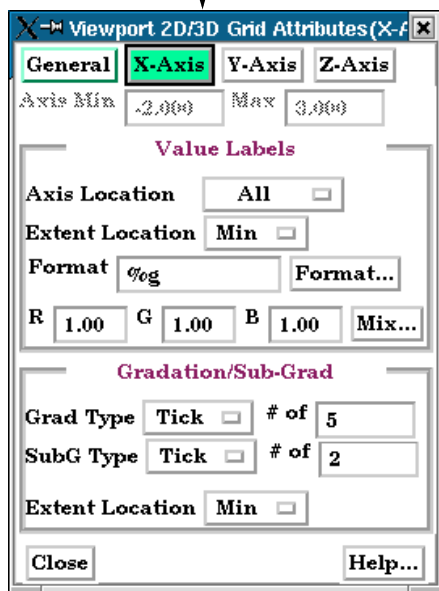 Viewport 2D/3D Grid Attributes(X-A
General X-Axis Y-Axis Z-Axis
Axis Min -2.000 Max 3.000
Value Labels
Axis Location All
Extent Location Min
Format %g Format...
R 1.00 G 1.00 B 1.00 Mix...
Gradation/Sub-Grad
Grad Type Tick # of 5
SubG Type Tick # of 2
Extent Location Min
Close Help...